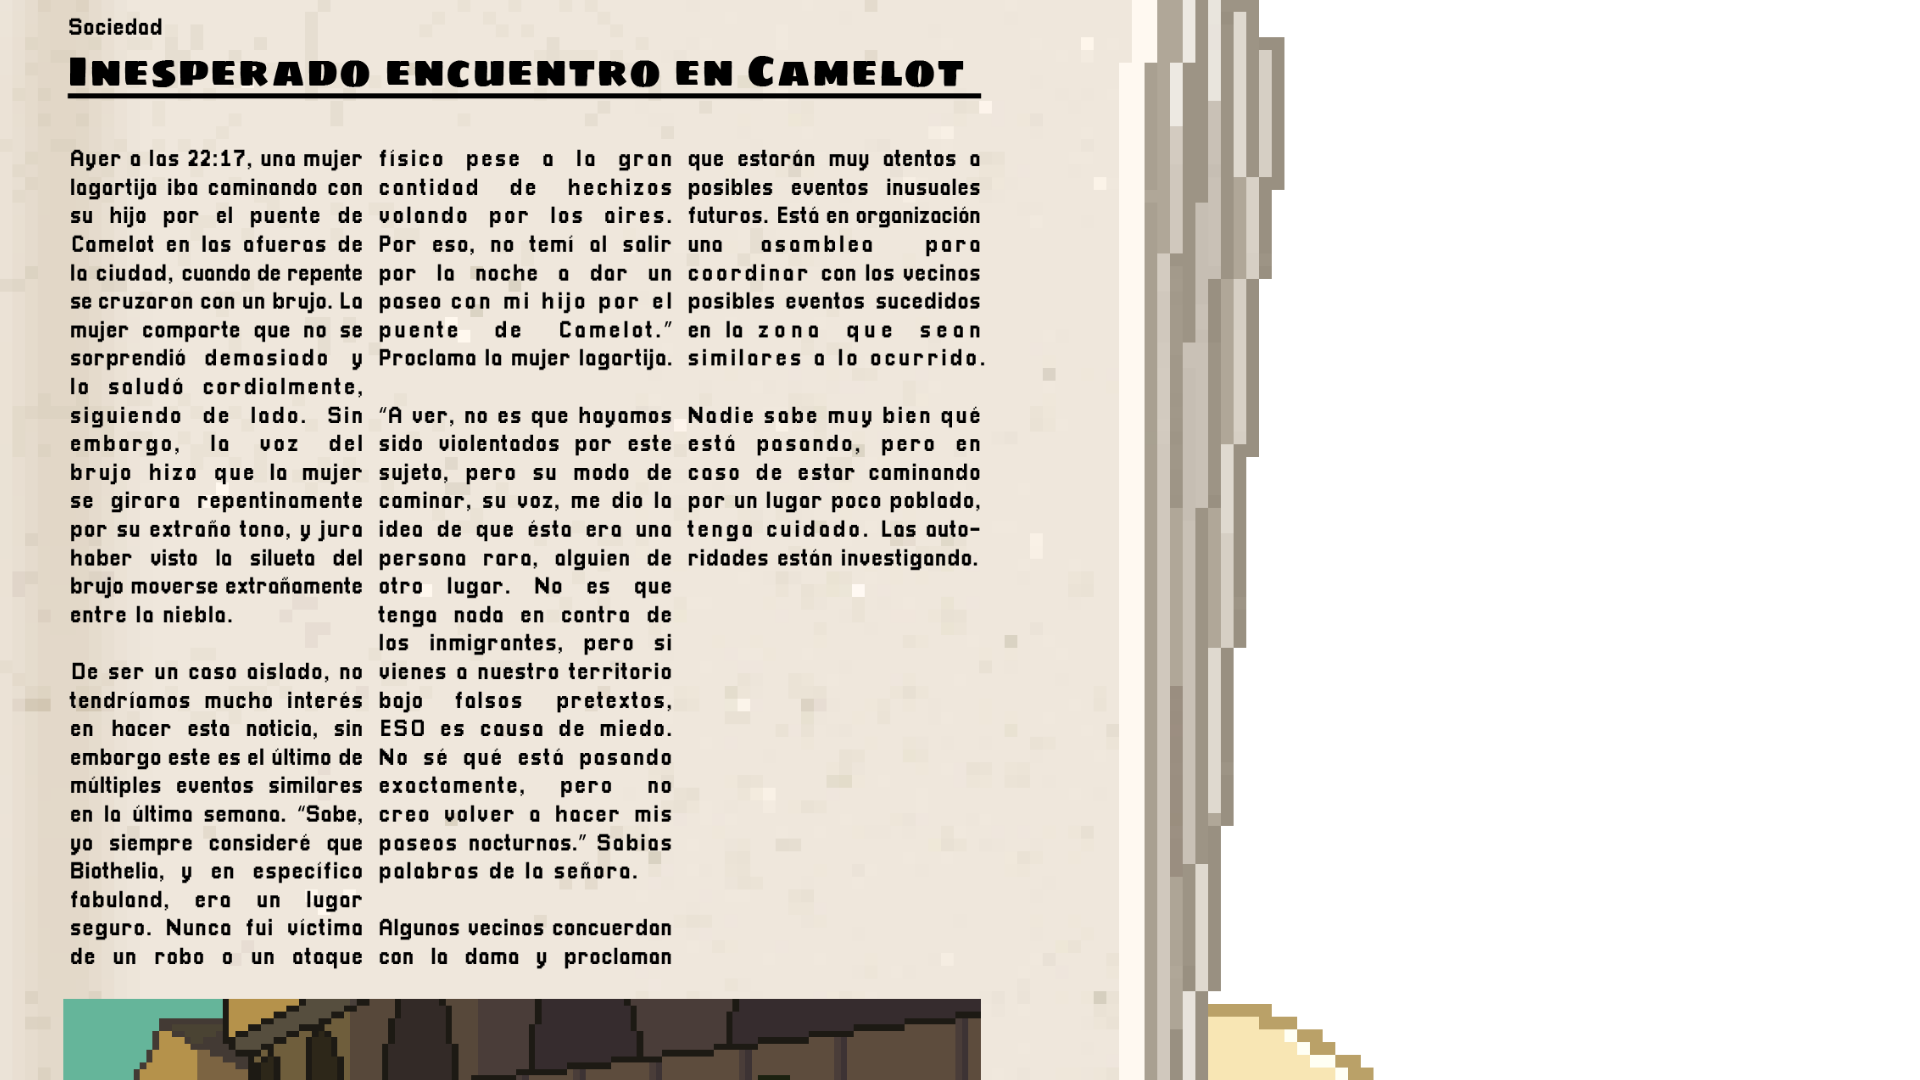 Sociedad
Inesperado encuentro en Camelot
Ayer a las 22:17, una mujer
lagartija iba caminando con
su hijo por el puente de
Camelot en las afueras de
la ciudad, cuando de repente
se cruzaron con un brujo. La
mujer comparte que no se
sorprendió demasiado y
lo saludó cordialmente,
siguiendo de lado. Sin
embargo, la voz del
brujo hizo que la mujer
se girara repentinamente
por su extraño tono, y jura
haber visto la silueta del
brujo moverse extrañamente
entre la niebla.
De ser un caso aislado, no
tendríamos mucho interés
en hacer esta noticia, sin
embargo este es el último de
múltiples eventos similares
en la última semana. "Sabe,
yo siempre consideré que
Biothelia, y en específico
fabuland, era un lugar
seguro. Nunca fui víctima
de un robo o un ataque
físico pese a la gran
cantidad de hechizos
volando por los aires.
Por eso, no temí al salir
por la noche a dar un
paseo con mi hijo por el
puente de Camelot."
Proclama la mujer lagartija.
"A ver, no es que hayamos
sido violentados por este
sujeto, pero su modo de
caminar, su voz, me dio la
idea de que ésta era una
persona rara, alguien de
otro lugar. No es que
tenga nada en contra de
los inmigrantes, pero si
vienes a nuestro territorio
bajo falsos pretextos,
ESO es causa de miedo.
No sé qué está pasando
exactamente, pero no
creo volver a hacer mis
paseos nocturnos." Sabias
palabras de la señora.
Algunos vecinos concuerdan
con la dama y proclaman
que estarán muy atentos a
posibles eventos inusuales
futuros. Está en organización
una asamblea para
coordinar con los vecinos
posibles eventos sucedidos
en la zona que sean
similares a lo ocurrido.
Nadie sabe muy bien qué
está pasando, pero en
caso de estar caminando
por un lugar poco poblado,
tenga cuidado. Las auto-
ridades están investigando.